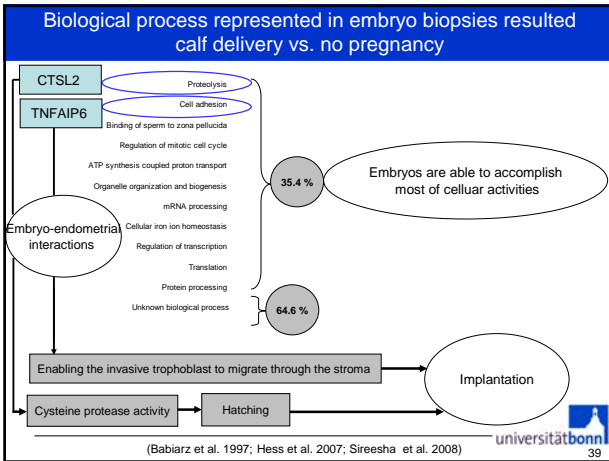 Biological process represented in embryo biopsies resulted
calf delivery vs. no pregnancy
CTSL2
Proteolysis
TNFAIP6
Cell adhesion
Binding of sperm to zona pellucida
Regulation of mitotic cell cycle
ATP synthesis coupled proton transport
Organelle organization and biogenesis
mRNA processing
Cellular iron ion homeostasis
Regulation of transcription
Translation
Protein processing
Unknown biological process
35.4 %
64.6 %
Embryos are able to accomplish
most of celluar activities
Embryo-endometrial
interactions
Enabling the invasive trophoblast to migrate through the stroma
Implantation
Cysteine protease activity
Hatching
(Babiarz et al. 1997; Hess et al. 2007; Sireesha et al. 2008)
universitätbonn
39